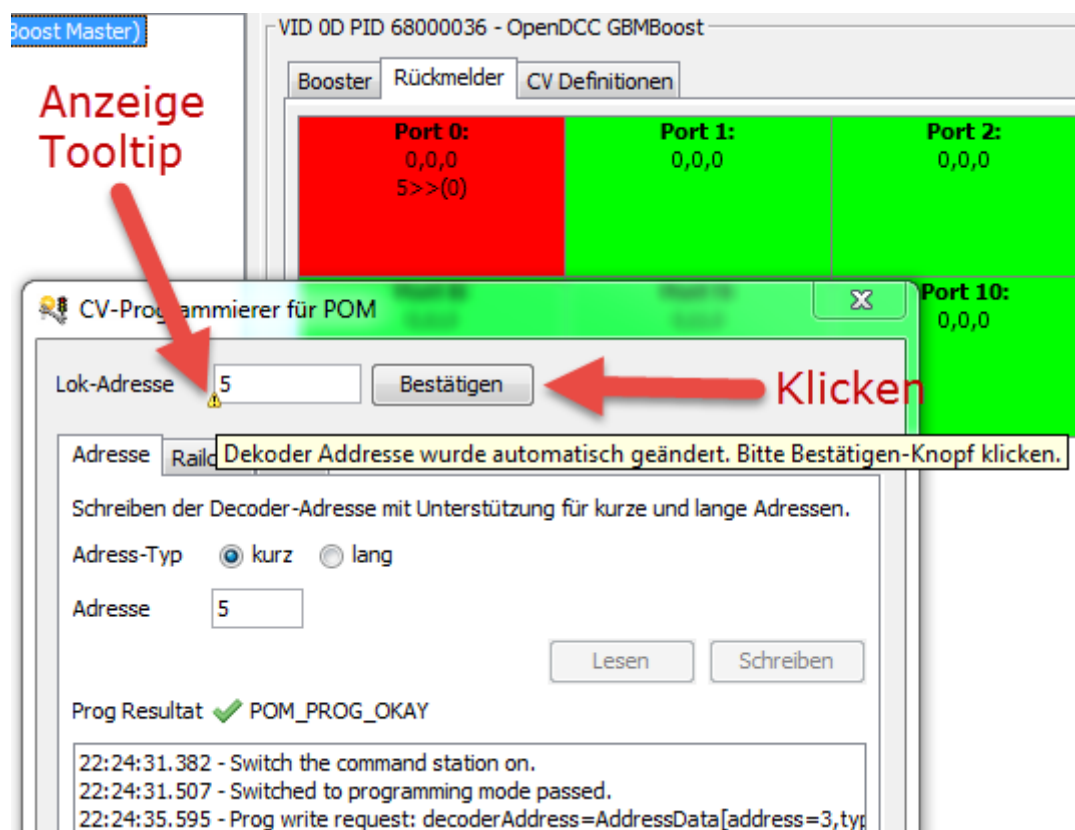 Boost Master)
VID 0D PID 68000036 - OpenDCC GBMBoost
Booster Rückmelder CV Definitionen
Anzeige
Tooltip
Port 0: Port 1: Port 2:
0,0,0 0,0,0 0,0,0
5>>(0)
CV-Programmierer für POM
Port 10:
0,0,0
Lok-Adresse 5 Bestätigen
Klicken
Adresse Railc
Dekoder Addresse wurde automatisch geändert. Bitte Bestätigen-Knopf klicken.
Schreiben der Decoder-Adresse mit Unterstützung für kurze und lange Adressen.
Adress-Typ kurz lang
Adresse 5
Lesen Schreiben
Prog Resultat POM_PROG_OKAY
22:24:31.382 - Switch the command station on.
22:24:31.507 - Switched to programming mode passed.
22:24:35.595 - Prog write request: decoderAddress=AddressData[address=3,typ